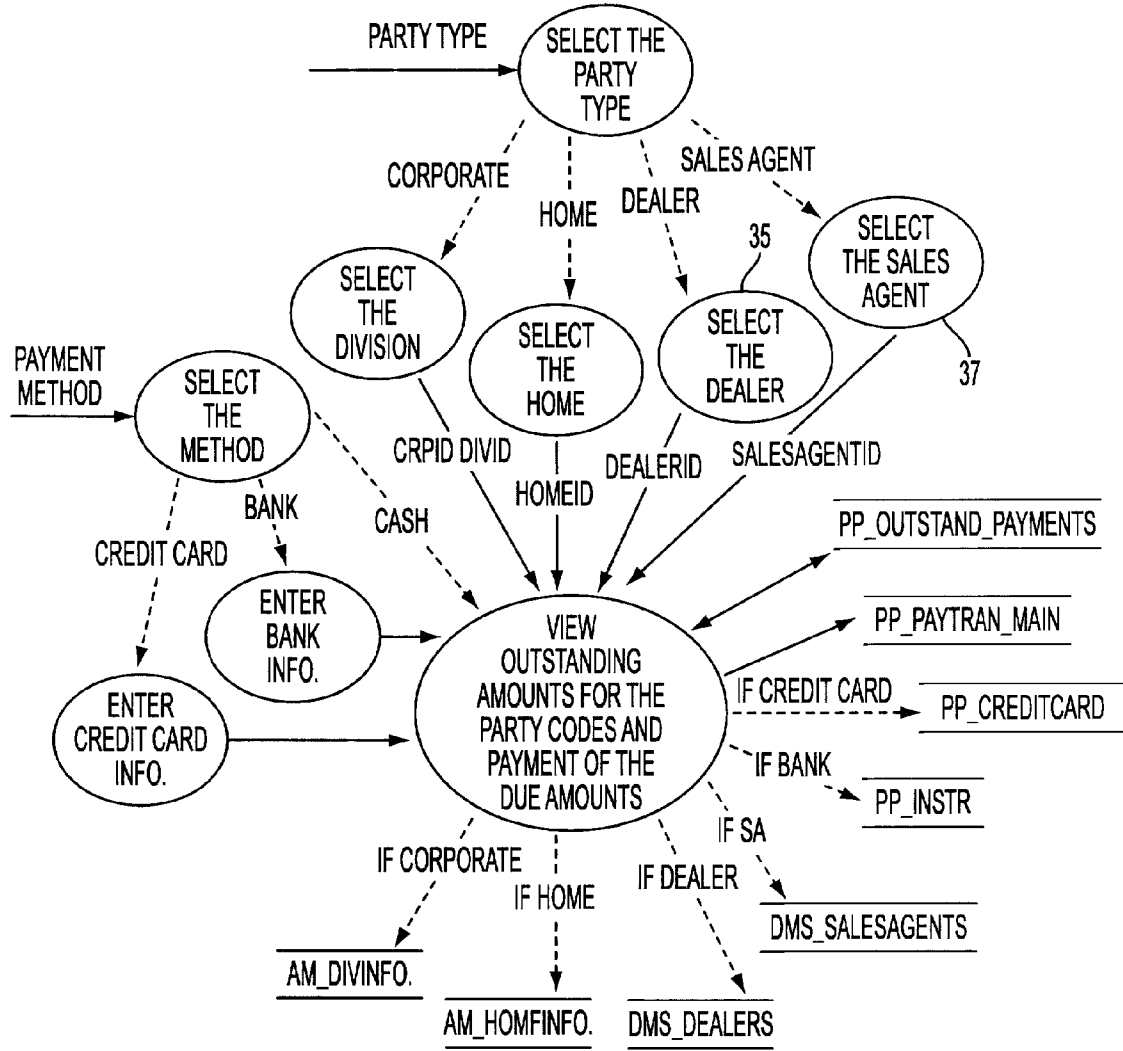 PARTY TYPE
SELECT THE
PARTY
TYPE
CORPORATE
HOME
DEALER
SALES AGENT
35
SELECT
THE SALES
AGENT
37
SELECT
THE
DIVISION
SELECT
THE
HOME
SELECT
THE
DEALER
PAYMENT
METHOD
SELECT
THE
METHOD
CRPID DIVID
HOMEID
DEALERID
SALESAGENTID
BANK
CASH
CREDIT CARD
ENTER
BANK
INFO.
ENTER
CREDIT CARD
INFO.
VIEW
OUTSTANDING
AMOUNTS FOR THE
PARTY CODES AND
PAYMENT OF THE
DUE AMOUNTS
PP_OUTSTAND_PAYMENTS
PP_PAYTRAN_MAIN
IF CREDIT CARD
PP_CREDITCARD
IF BANK
PP_INSTR
IF SA
DMS_SALESAGENTS
IF CORPORATE
IF HOME
IF DEALER
AM_DIVINFO.
AM_HOMFINFO.
DMS_DEALERS